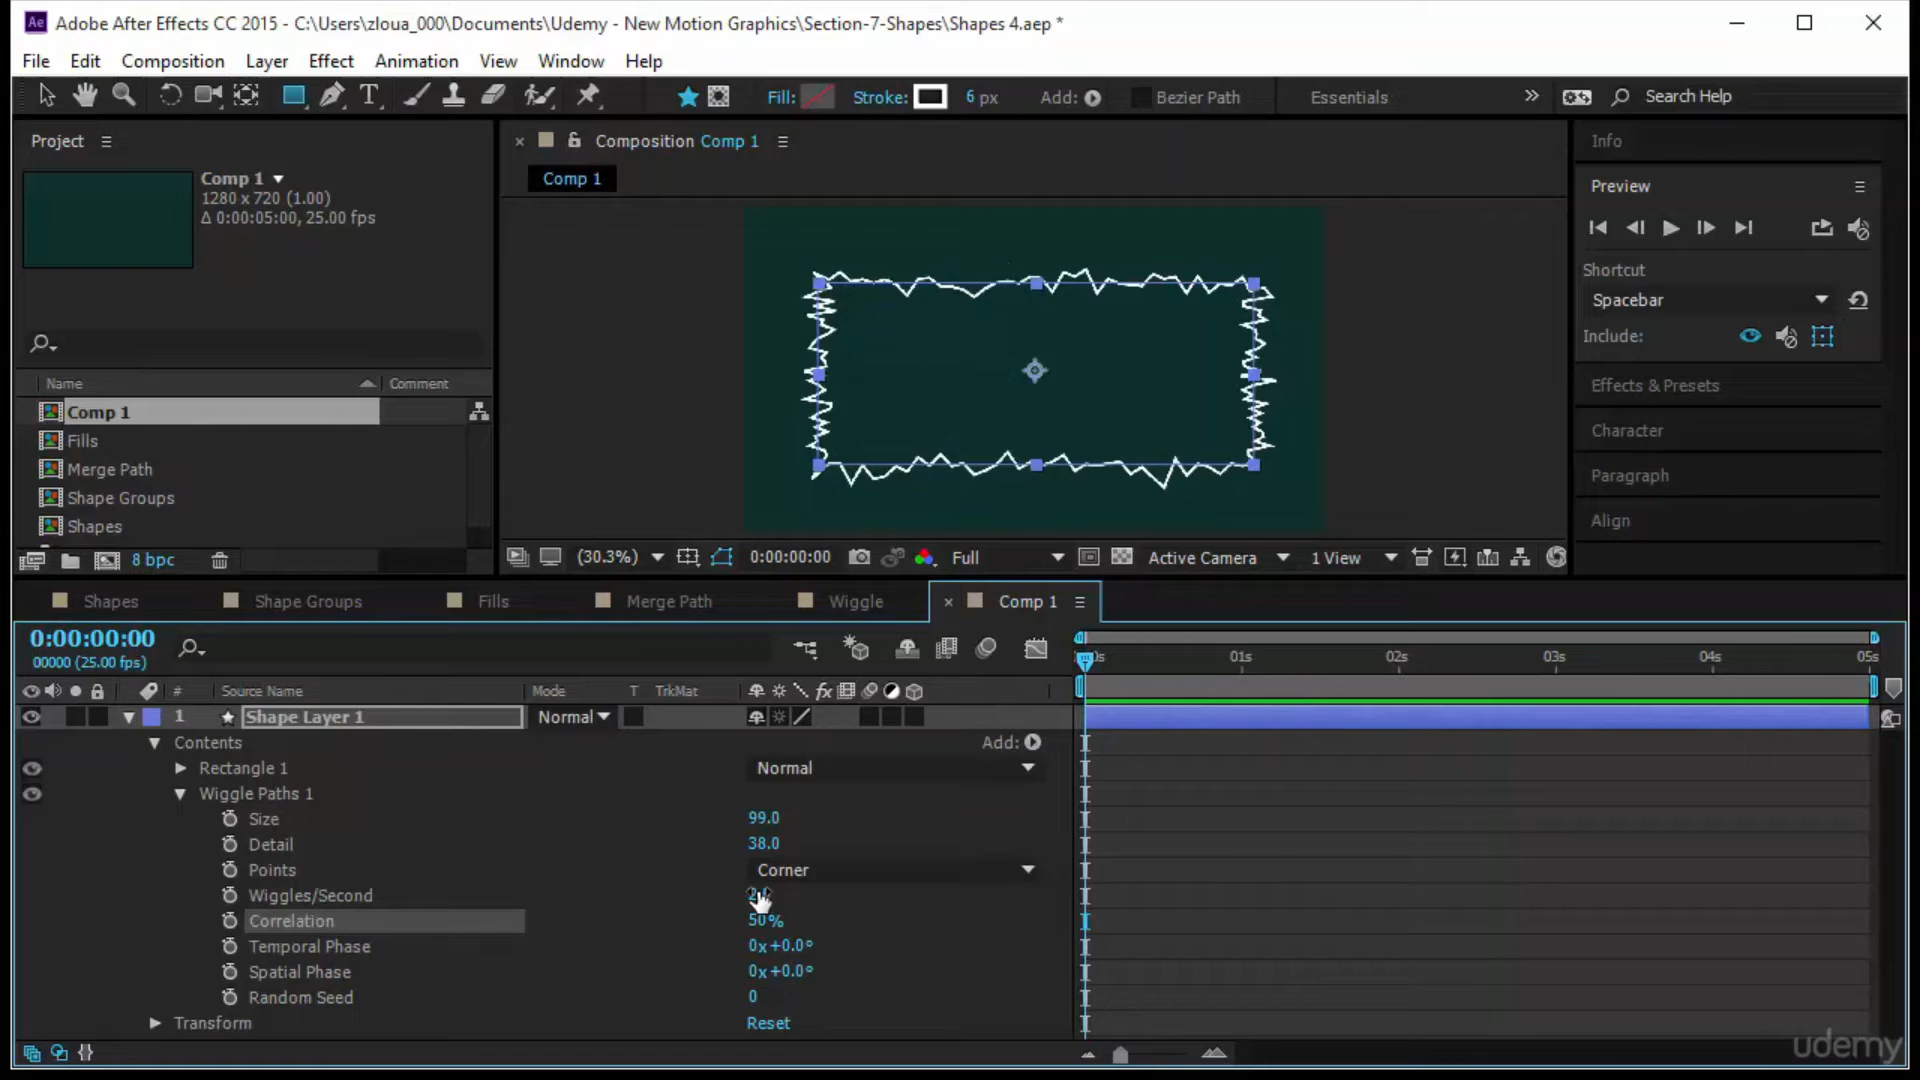 Adobe After Effects CC 2015 - C:\Users\zloua_000\Documents\Udemy - New Motion Graphics\Section-7-Shapes\Shapes 4.aep *
File Edit Composition Layer Effect Animation View Window Help
Fill: Stroke: 6 px Add: Bezier Path Essentials Search Help
Project
Comp 1
1280 x 720 (1.00)
Δ 0:00:05:00, 25.00 fps
Name Comment
Comp 1
Fills
Merge Path
Shape Groups
Shapes
8 bpc
Composition Comp 1
Comp 1
(30.3%) 0:00:00:00 Full Active Camera 1 View
Info
Preview
Shortcut
Spacebar
Include:
Effects & Presets
Character
Paragraph
Align
Shapes Shape Groups Fills Merge Path Wiggle Comp 1
0:00:00:00
00000 (25.00 fps)
01s 02s 03s 04s 05s
# Source Name Mode T TrkMat
1 Shape Layer 1 Normal
Contents Add:
Rectangle 1 Normal
Wiggle Paths 1
Size 99.0
Detail 38.0
Points Corner
Wiggles/Second
Correlation 50%
Temporal Phase 0x+0.0°
Spatial Phase 0x+0.0°
Random Seed 0
Transform Reset
udemy